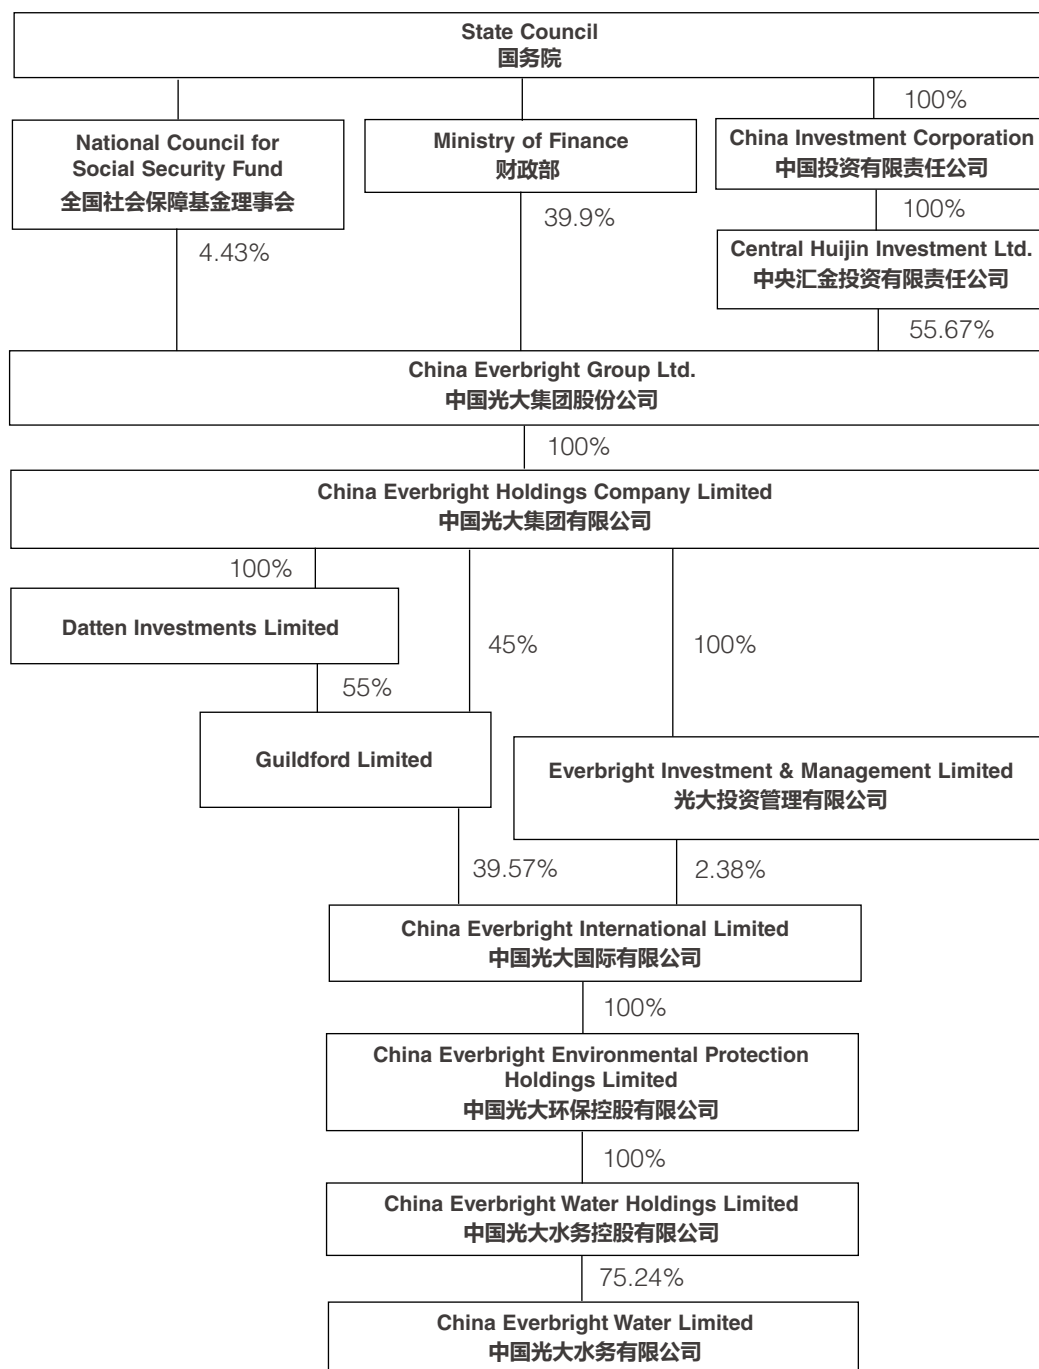 State Council
国务院
100%
National Council for
Social Security Fund
全国社会保障基金理事会
Ministry of Finance
财政部
China Investment Corporation
中国投资有限责任公司
4.43%
39.9%
100%
Central Huijin Investment Ltd.
中央汇金投资有限责任公司
55.67%
China Everbright Group Ltd.
中国光大集团股份公司
100%
China Everbright Holdings Company Limited
中国光大集团有限公司
100%
Datten Investments Limited
45%
100%
55%
Guildford Limited
Everbright Investment & Management Limited
光大投资管理有限公司
39.57%
2.38%
China Everbright International Limited
中国光大国际有限公司
100%
China Everbright Environmental Protection
Holdings Limited
中国光大环保控股有限公司
100%
China Everbright Water Holdings Limited
中国光大水务控股有限公司
75.24%
China Everbright Water Limited
中国光大水务有限公司